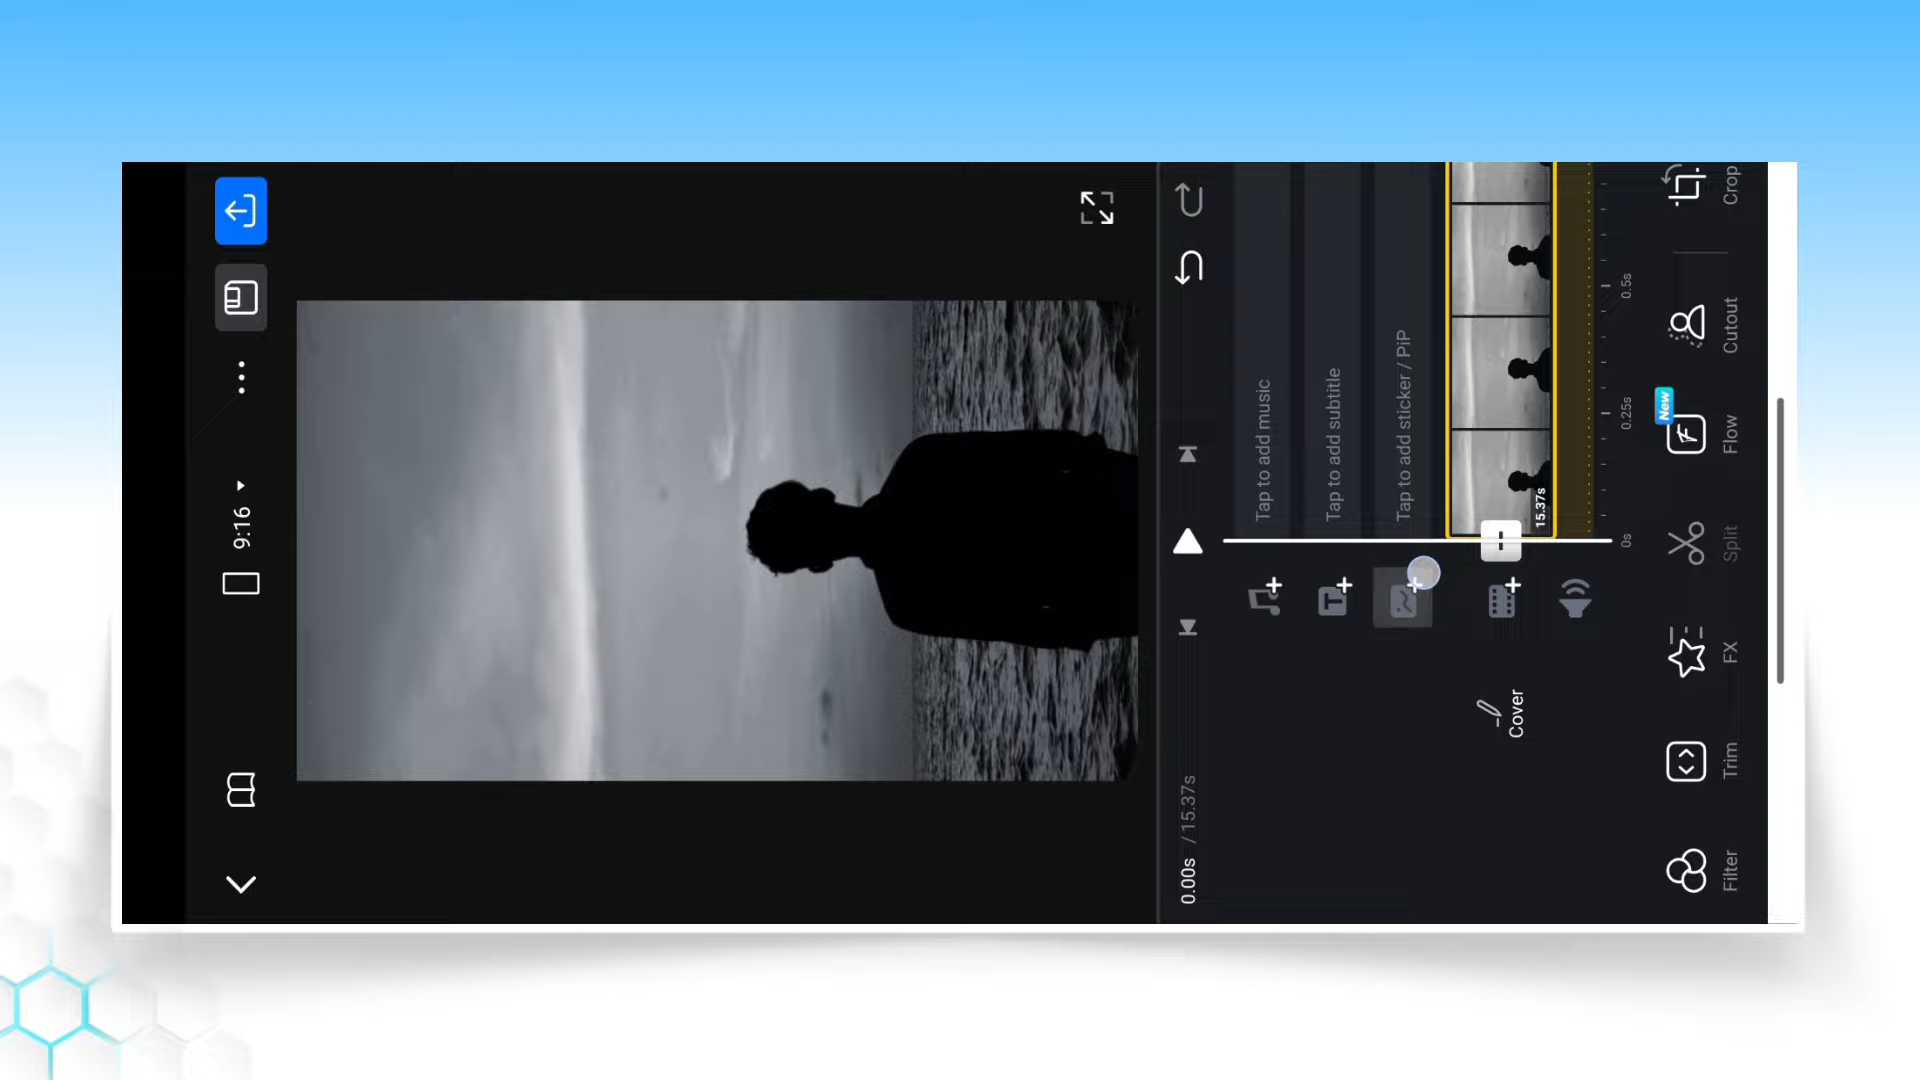 9:16
0.00s / 15.37s
Tap to add music
Tap to add subtitle
Tap to add sticker / PiP
15.37s
Cover
0s
0.25s
0.5s
New
Filter
Trim
FX
Split
Flow
Cutout
Crop